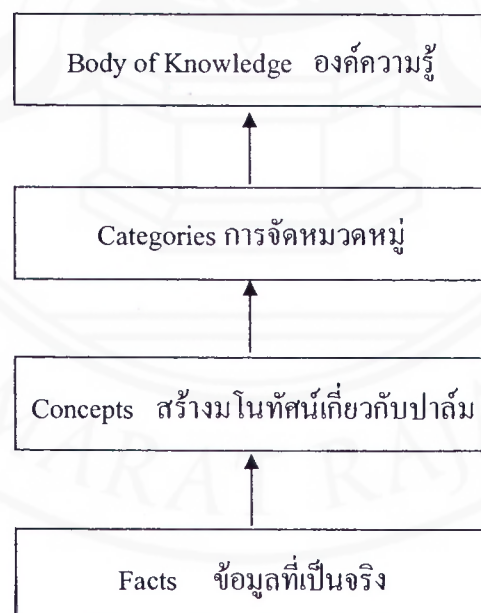 Body of Knowledge องค์ความรู้
Categories การจัดหมวดหมู่
Concepts สร้างมโนทัศน์เกี่ยวกับปาล์ม
Facts ข้อมูลที่เป็นจริง